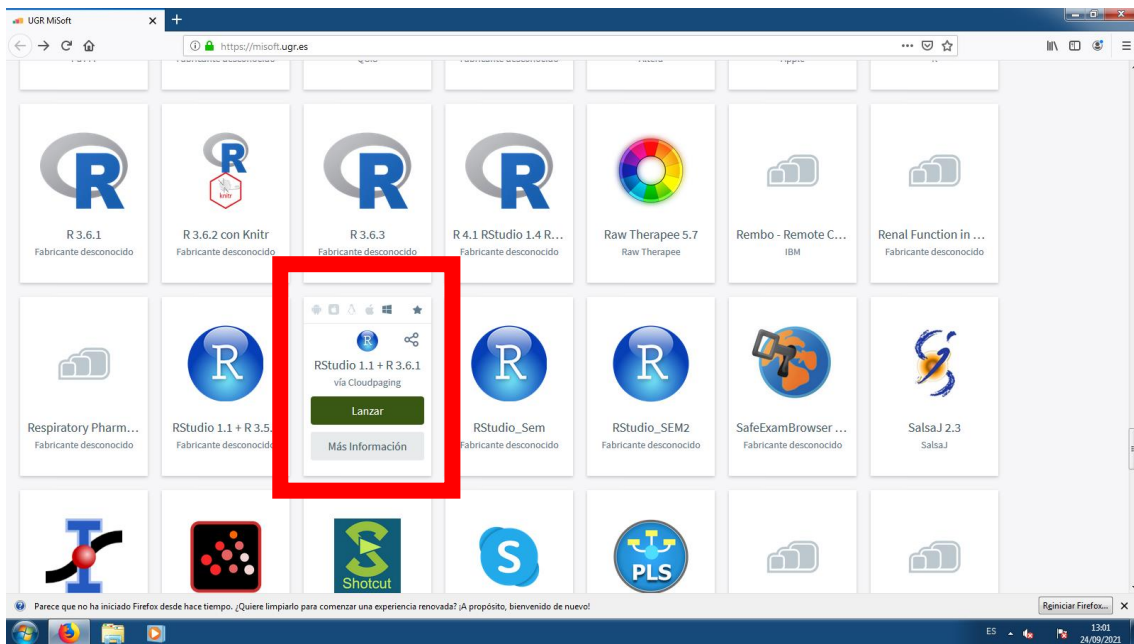 UGR MiSoft
https://misoft.ugr.es
Fabricante desconocido
Fabricante desconocido
R
R
knitr
R
R
R 3.6.1
Fabricante desconocido
R 3.6.2 con Knitr
Fabricante desconocido
R 3.6.3
Fabricante desconocido
R 4.1 RStudio 1.4 R...
Fabricante desconocido
Raw Therapee 5.7
Raw Therapee
Rembo - Remote C...
IBM
Renal Function in ...
Fabricante desconocido
Respiratory Pharm...
Fabricante desconocido
R
RStudio 1.1 + R 3.5.
Fabricante desconocido
R
RStudio 1.1 + R 3.6.1
vía Cloudpaging
Lanzar
Más Información
R
RStudio_Sem
Fabricante desconocido
R
RStudio_SEM2
Fabricante desconocido
SafeExamBrowser ...
Fabricante desconocido
SalsaJ 2.3
SalsaJ
Shotcut
S
PLS
Parece que no ha iniciado Firefox desde hace tiempo. ¿Quiere limpiarlo para comenzar una experiencia renovada? ¡A propósito, bienvenido de nuevo!
Reiniciar Firefox...
ES
13:01
24/09/2021